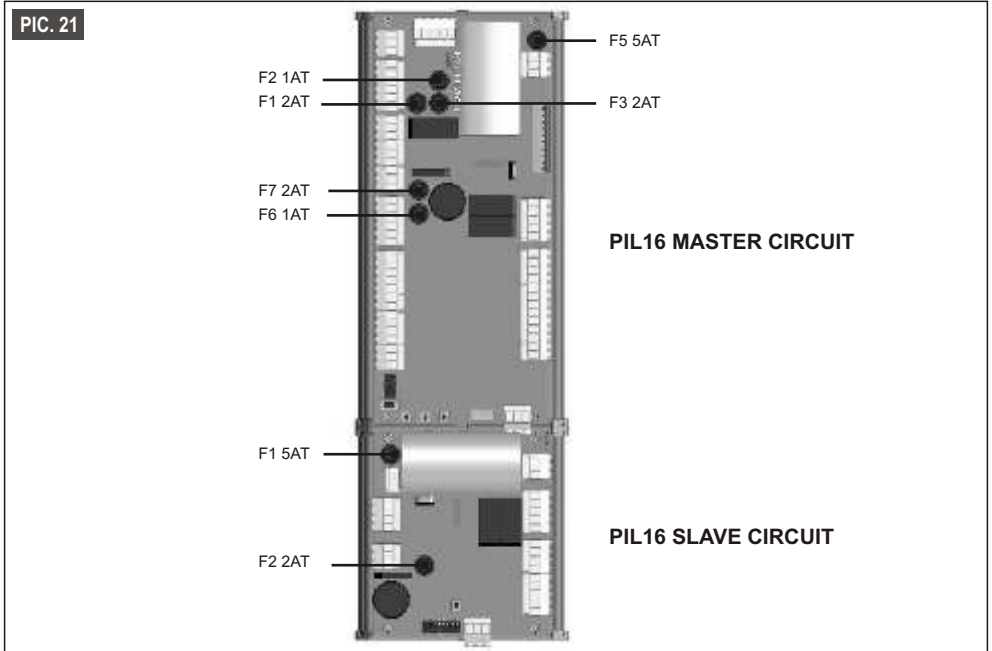 PIC. 21
F5 5AT
F2 1AT
F1 2AT
F3 2AT
F7 2AT
F6 1AT
PIL16 MASTER CIRCUIT
F1 5AT
PIL16 SLAVE CIRCUIT
F2 2AT